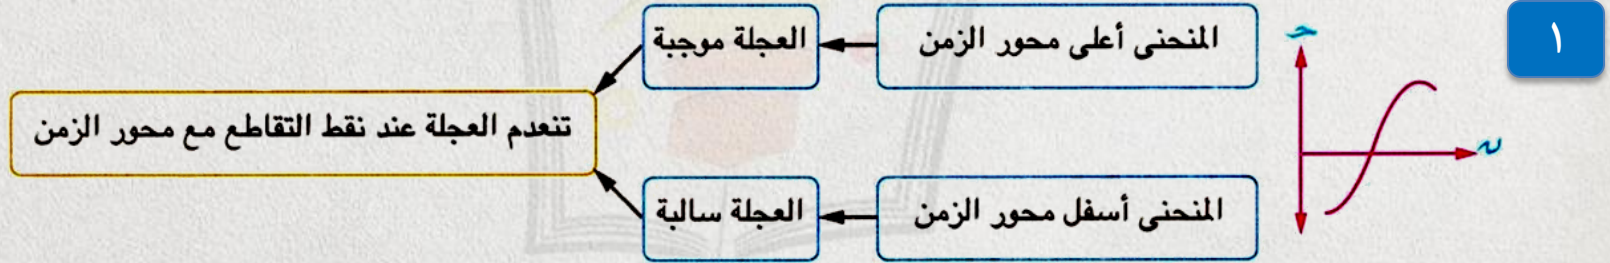 ١
ح
ن
المنحنى أعلى محور الزمن
العجلة موجبة
تنعدم العجلة عند نقط التقاطع مع محور الزمن
المنحنى أسفل محور الزمن
العجلة سالبة